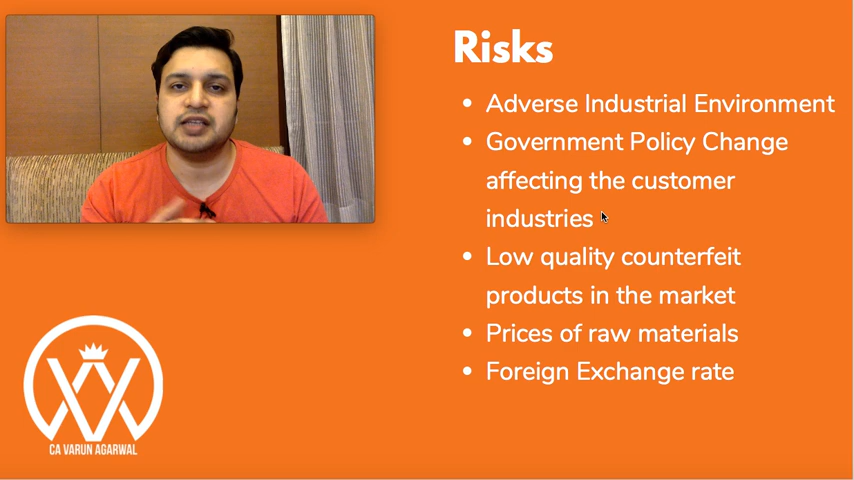 Risks
• Adverse Industrial Environment
• Government Policy Change
affecting the customer
industries
• Low quality counterfeit
products in the market
• Prices of raw materials
• Foreign Exchange rate
CA VARUN AGARWAL